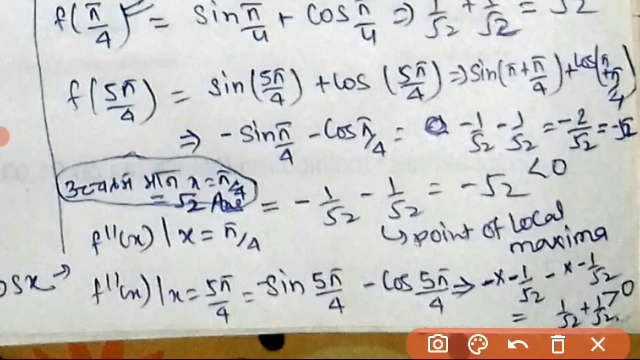 f(π/4) = sin π/4 + cos π/4 ⇒ 1/√2 + 1/√2 = √2
f(5π/4) = sin(5π/4) + cos(5π/4) ⇒ sin(π+π/4) + cos(π+π/4)
⇒ -sin π/4 - cos π/4 = -1/√2 - 1/√2 = -2/√2 = -√2
उच्चतम मान x = π/4
= √2 Ans
f''(x) | x = π/4 = -1/√2 - 1/√2 = -√2 < 0
↳ point of local maxima
osx → f''(x) | x = 5π/4 = -sin 5π/4 - cos 5π/4 ⇒ -x-1/√2 - x-1/√2
= 1/√2 + 1/√2 > 0